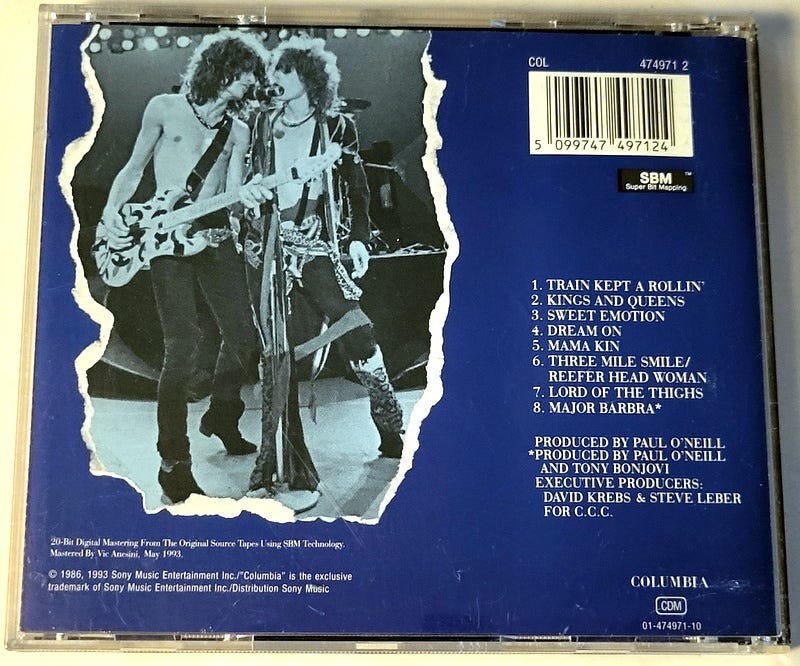 COL 474971 2
5 099747 497124
SBM™
Super Bit Mapping
1. TRAIN KEPT A ROLLIN'
2. KINGS AND QUEENS
3. SWEET EMOTION
4. DREAM ON
5. MAMA KIN
6. THREE MILE SMILE/
REEFER HEAD WOMAN
7. LORD OF THE THIGHS
8. MAJOR BARBRA*
PRODUCED BY PAUL O'NEILL
*PRODUCED BY PAUL O'NEILL
AND TONY BONJOVI
EXECUTIVE PRODUCERS:
DAVID KREBS & STEVE LEBER
FOR C.C.C.
20-Bit Digital Mastering From The Original Source Tapes Using SBM Technology.
Mastered By Vic Anesini, May 1993.
© 1986, 1993 Sony Music Entertainment Inc./"Columbia" is the exclusive
trademark of Sony Music Entertainment Inc./Distribution Sony Music
COLUMBIA
CDM
01-474971-10